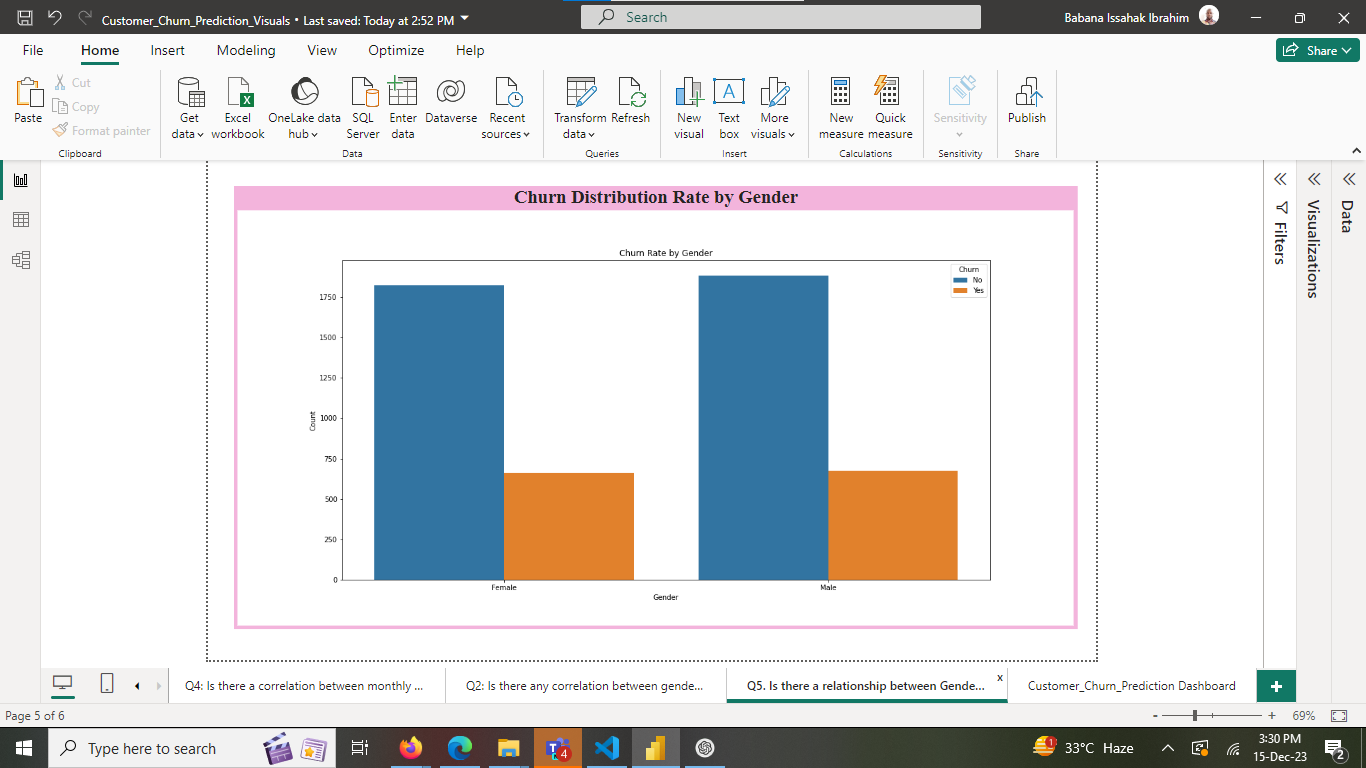 Customer_Churn_Prediction_Visuals • Last saved: Today at 2:52 PM
Search
Babana Issahak Ibrahim
File Home Insert Modeling View Optimize Help
Share
Paste
Cut
Copy
Format painter
Clipboard
Get data
Excel workbook
OneLake data hub
SQL Server
Enter data
Dataverse
Recent sources
Data
Transform data
Refresh
Queries
New visual
Text box
More visuals
Insert
New measure
Quick measure
Calculations
Sensitivity
Sensitivity
Publish
Share
Churn Distribution Rate by Gender
Churn Rate by Gender
Churn
No
Yes
1750
1500
1250
1000
750
500
250
0
Count
Female Male
Gender
Filters
Visualizations
Data
Q4: Is there a correlation between monthly ...
Q2: Is there any correlation between gende...
Q5. Is there a relationship between Gende...
x
Customer_Churn_Prediction Dashboard
+
Page 5 of 6
- + 69%
Type here to search
4
1
33°C Haze
3:30 PM
15-Dec-23
2